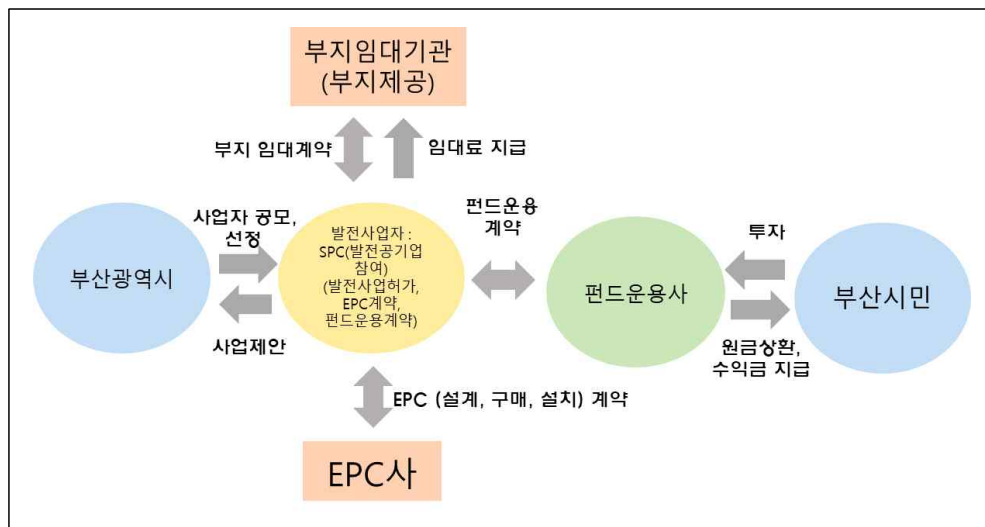 부지임대기관
(부지제공)
부지 임대계약
임대료 지급
사업자 공모,
선정
펀드운용
계약
투자
부산광역시
발전사업자 :
SPC(발전공기업
참여)
(발전사업허가,
EPC계약,
펀드운용계약)
펀드운용사
부산시민
사업제안
원금상환,
수익금 지급
EPC (설계, 구매, 설치) 계약
EPC사